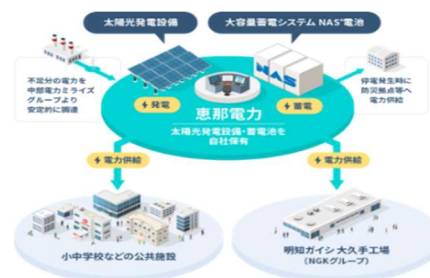 太陽光発電設備
大容量蓄電システム NAS®電池
不足分の電力を
中部電力ミライズ
グループより
安定的に調達
発電
NAS
蓄電
停電発生時に
防災拠点等へ
電力供給
恵那電力
太陽光発電設備・蓄電池を
自社保有
電力供給
電力供給
小中学校などの公共施設
明知ガイシ 大久手工場
(NGKグループ)